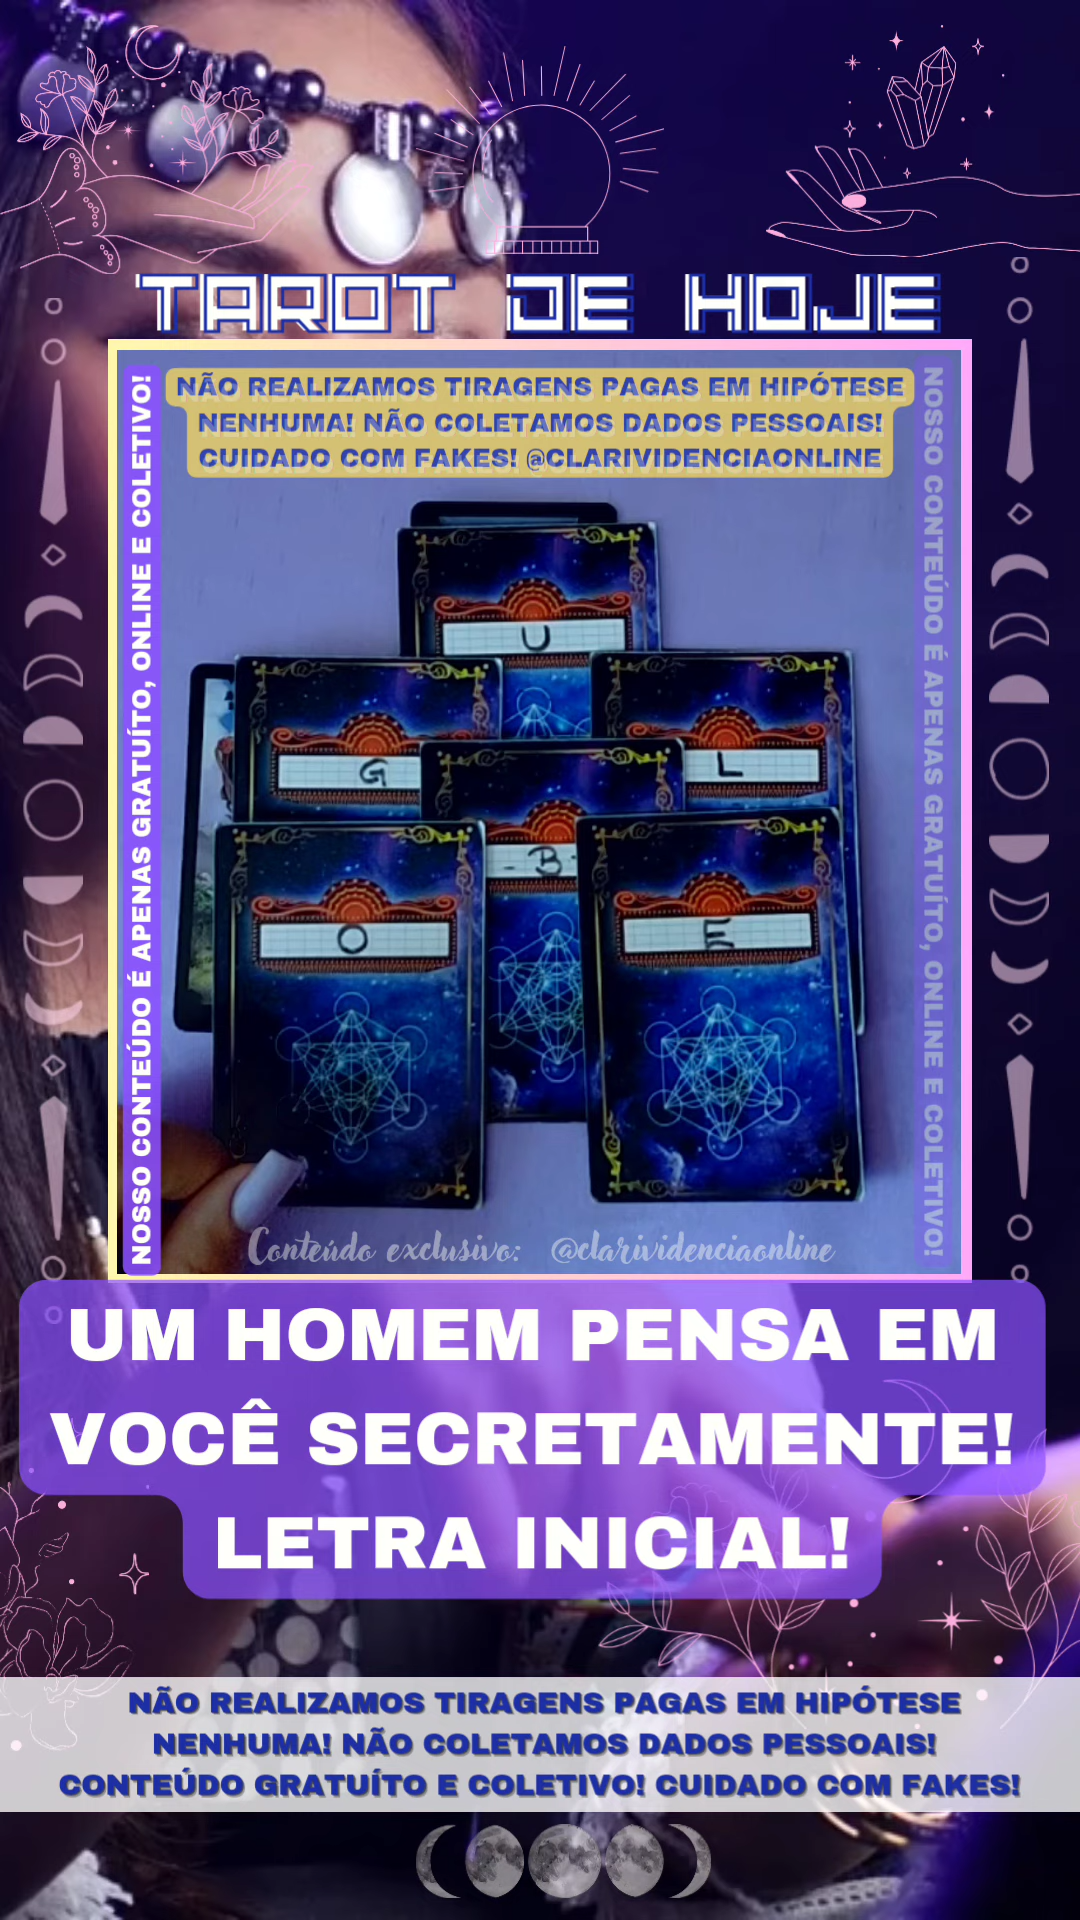 TAROT DE HOJE
NÃO REALIZAMOS TIRAGENS PAGAS EM HIPÓTESE
NENHUMA! NÃO COLETAMOS DADOS PESSOAIS!
CUIDADO COM FAKES! @CLARIVIDENCIAONLINE
NOSSO CONTEÚDO É APENAS GRATUÍTO, ONLINE E COLETIVO!
NOSSO CONTEÚDO É APENAS GRATUÍTO, ONLINE E COLETIVO!
U
G
L
B
O
E
Conteúdo exclusivo: @clarividenciaonline
UM HOMEM PENSA EM
VOCÊ SECRETAMENTE!
LETRA INICIAL!
NÃO REALIZAMOS TIRAGENS PAGAS EM HIPÓTESE
NENHUMA! NÃO COLETAMOS DADOS PESSOAIS!
CONTEÚDO GRATUÍTO E COLETIVO! CUIDADO COM FAKES!